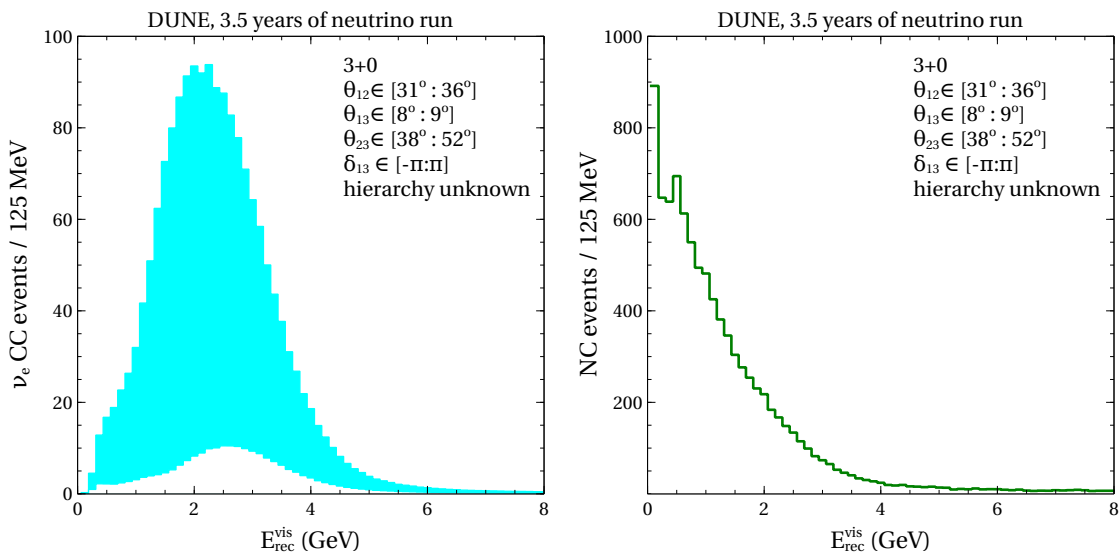 DUNE, 3.5 years of neutrino run
100
80
60
40
20
0
ν_e CC events / 125 MeV
3+0
θ₁₂∈ [31° : 36°]
θ₁₃∈ [8° : 9°]
θ₂₃∈ [38° : 52°]
δ₁₃ ∈ [-π:π]
hierarchy unknown
0 2 4 6 8
E_rec^vis (GeV)
DUNE, 3.5 years of neutrino run
1000
800
600
400
200
NC events / 125 MeV
3+0
θ₁₂∈ [31° : 36°]
θ₁₃∈ [8° : 9°]
θ₂₃∈ [38° : 52°]
δ₁₃ ∈ [-π:π]
hierarchy unknown
0 2 4 6 8
E_rec^vis (GeV)